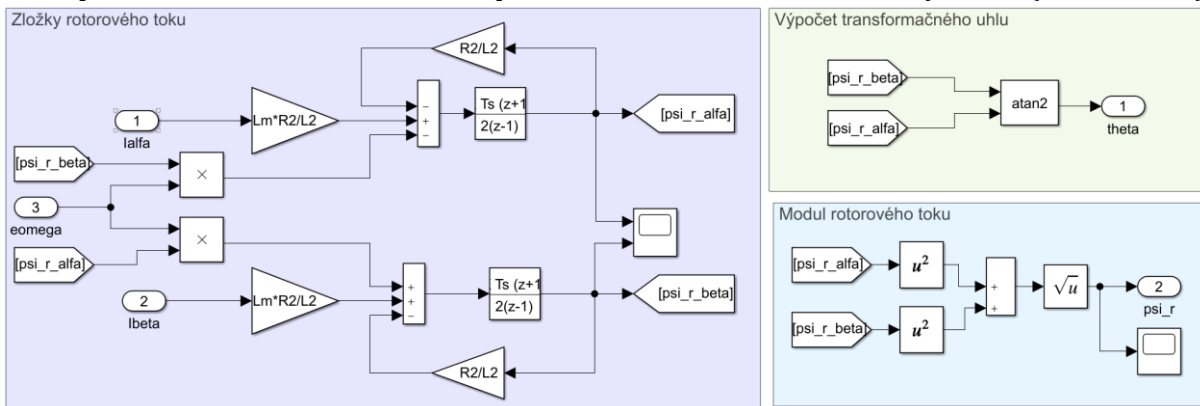 Zložky rotorového toku
R2/L2
1
Ialfa
Lm*R2/L2
−
+
−
Ts (z+1
2(z-1)
[psi_r_alfa]
[psi_r_beta]
×
3
eomega
×
[psi_r_alfa]
2
Ibeta
Lm*R2/L2
+
+
−
Ts (z+1
2(z-1)
[psi_r_beta]
R2/L2
Výpočet transformačného uhlu
[psi_r_beta]
[psi_r_alfa]
atan2
1
theta
Modul rotorového toku
[psi_r_alfa]
u²
[psi_r_beta]
u²
+
+
√u
2
psi_r